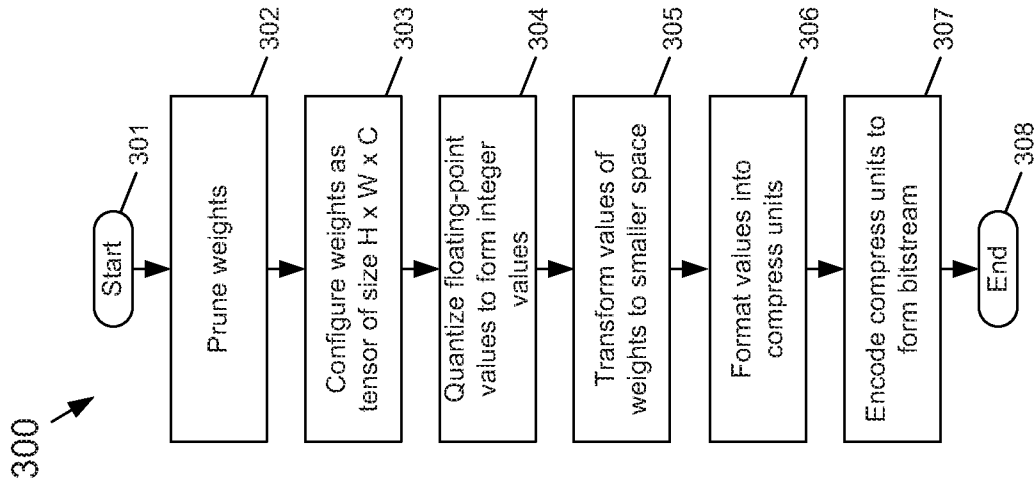 300
Start
301
Prune weights
302
Configure weights as
tensor of size H x W x C
303
Quantize floating-point
values to form integer
values
304
Transform values of
weights to smaller space
305
Format values into
compress units
306
Encode compress units to
form bitstream
307
End
308